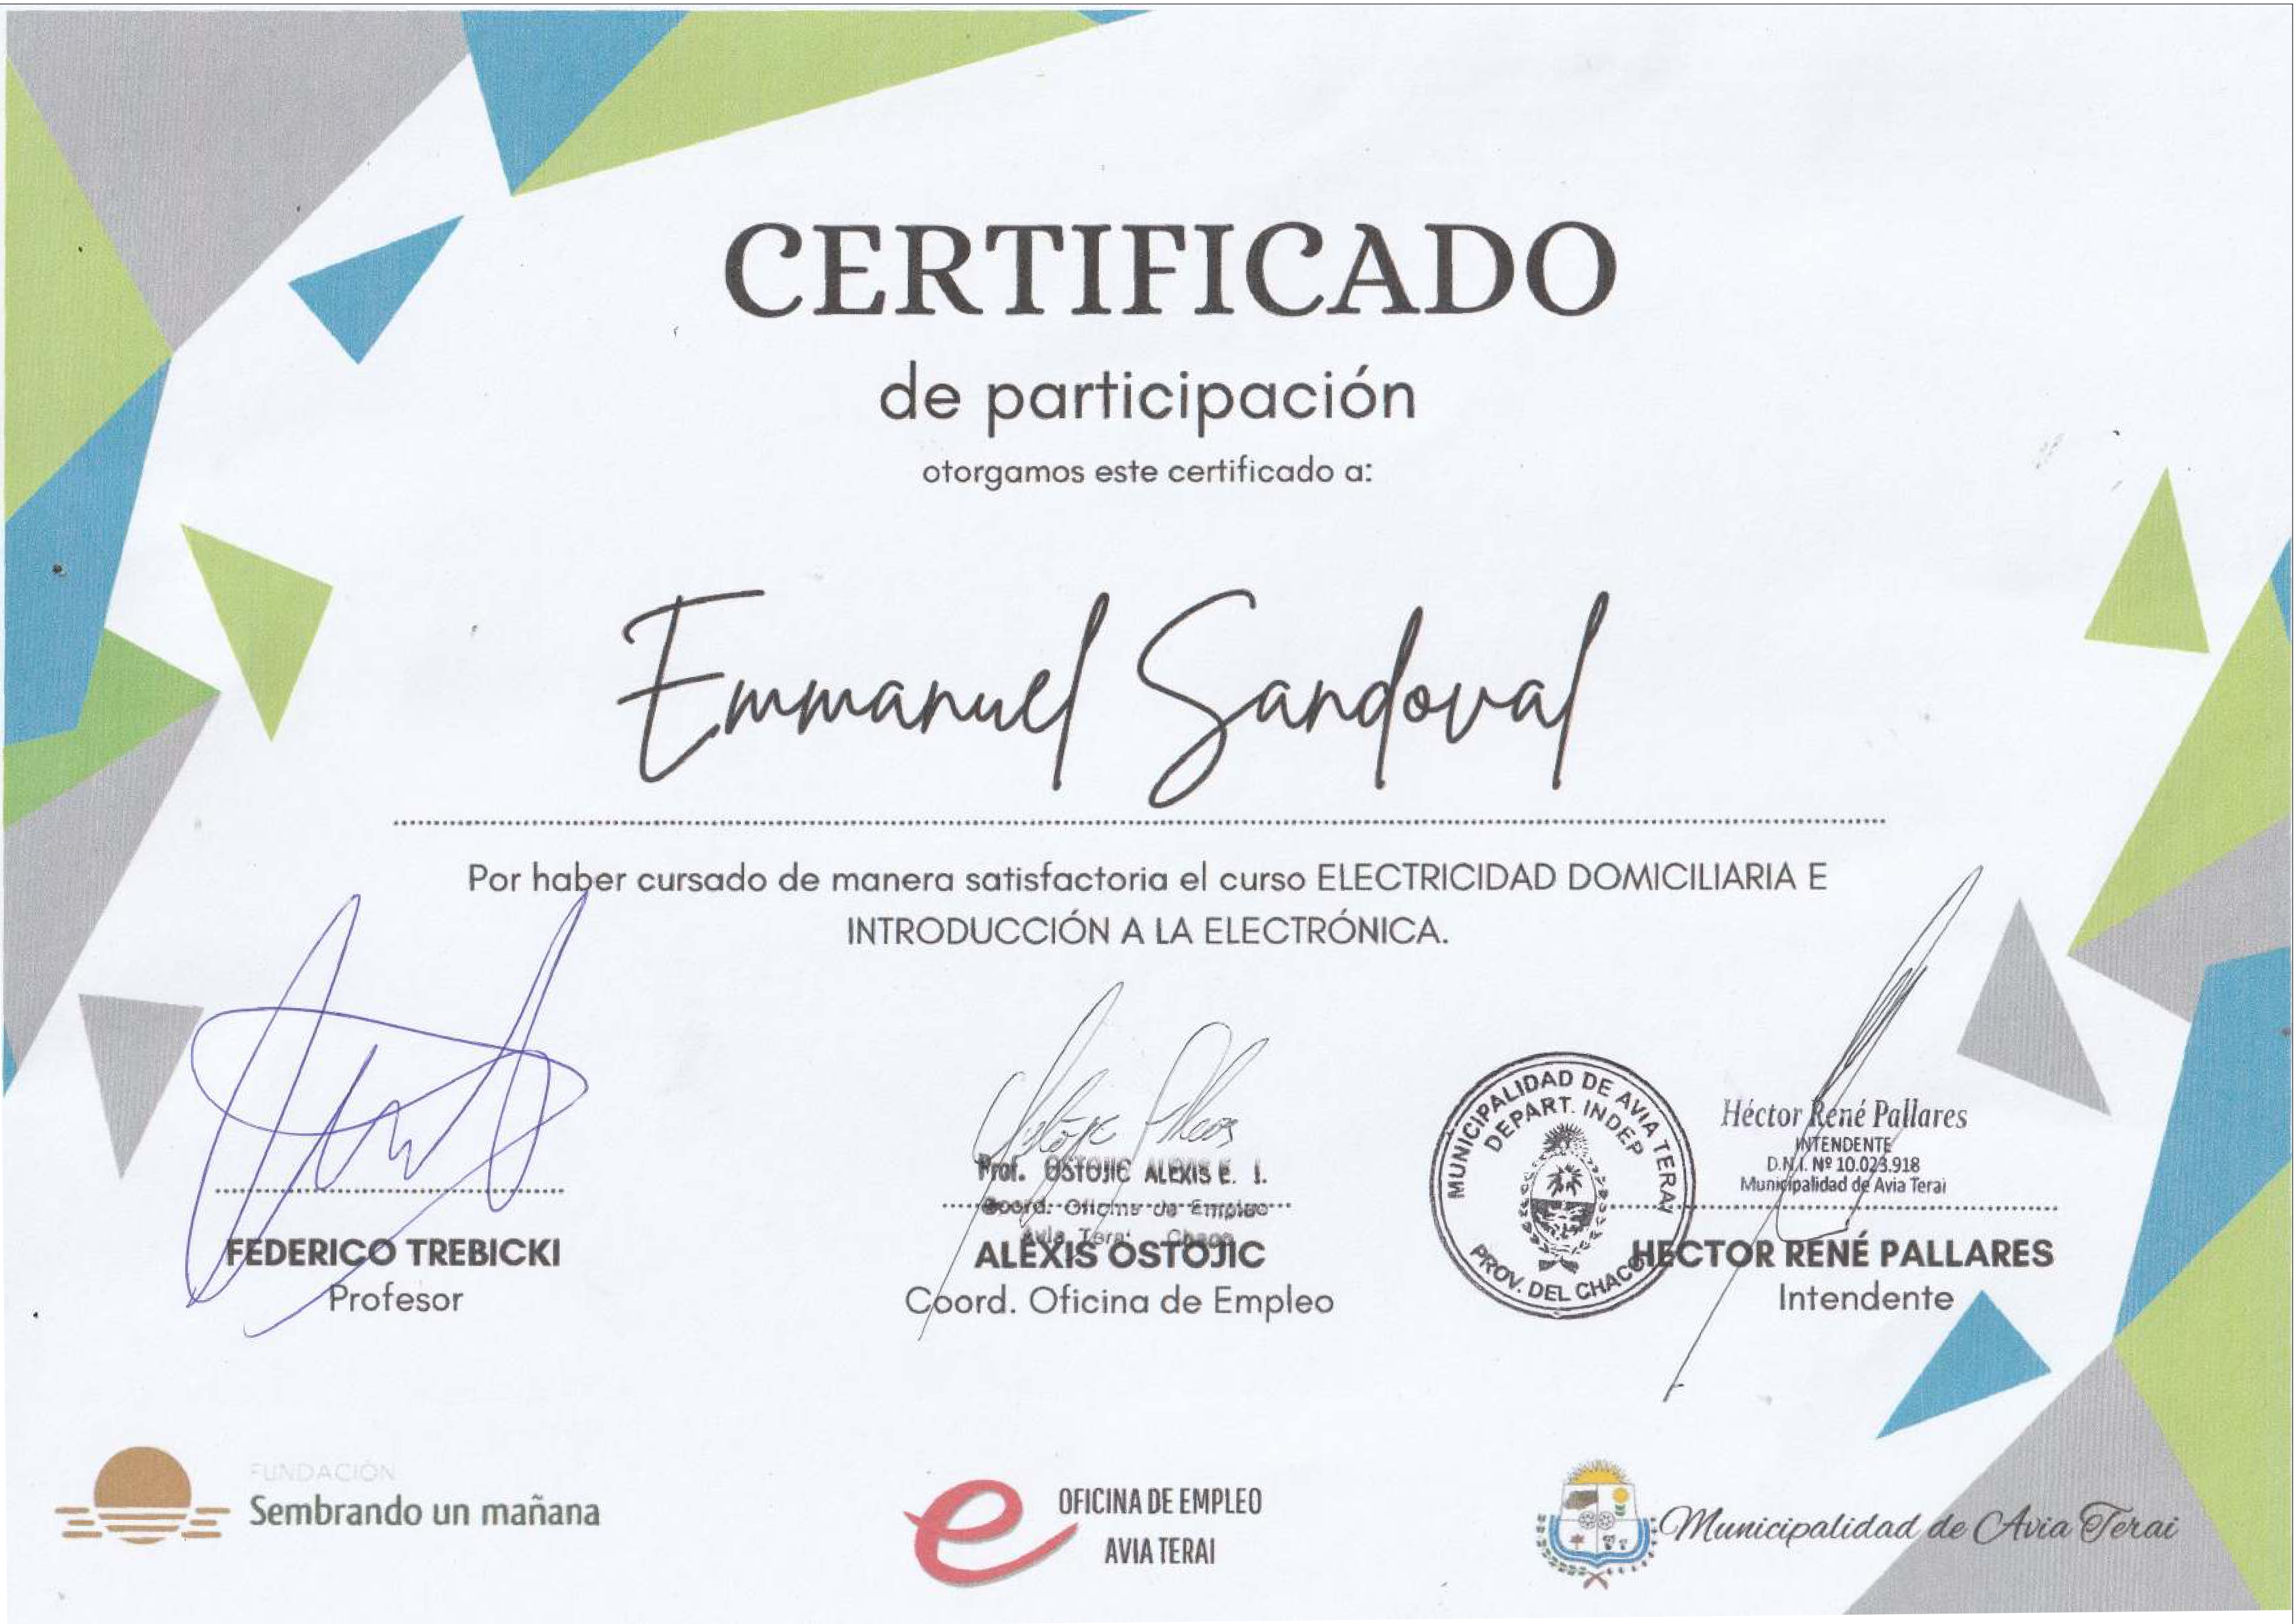 CERTIFICADO
de participación
otorgamos este certificado a:
Emmanuel Sandoval
Por haber cursado de manera satisfactoria el curso ELECTRICIDAD DOMICILIARIA E
INTRODUCCIÓN A LA ELECTRÓNICA.
FEDERICO TREBICKI
Profesor
Prof. OSTOJIC ALEXIS E. I.
Coord. Oficina de Empleo
Avia Terai Chaco
ALEXIS OSTOJIC
Coord. Oficina de Empleo
MUNICIPALIDAD DE AVIA TERAI
DEPART. INDEP
PROV. DEL CHACO
Héctor René Pallares
INTENDENTE
D.N.I. Nº 10.023.918
Municipalidad de Avia Terai
HECTOR RENÉ PALLARES
Intendente
FUNDACIÓN
Sembrando un mañana
OFICINA DE EMPLEO
AVIA TERAI
Municipalidad de Avia Terai